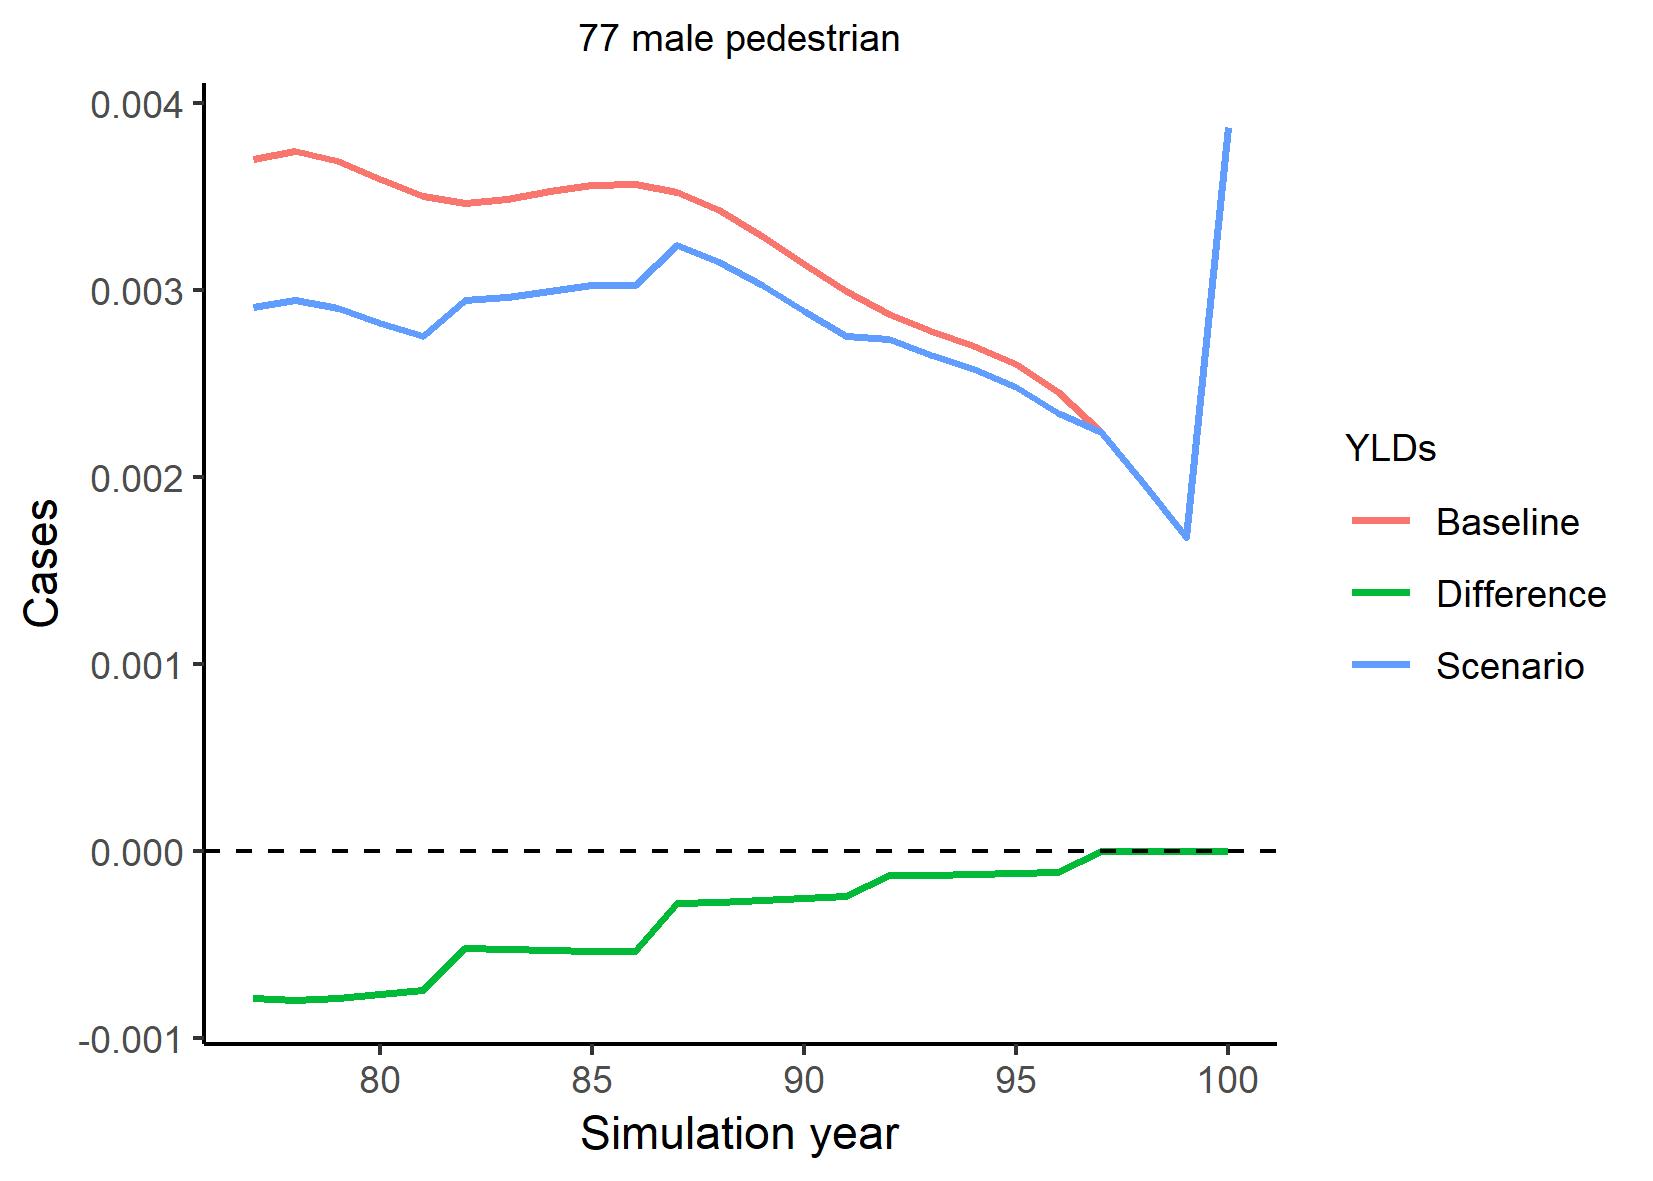 77 male pedestrian
0.004
0.003
0.002
0.001
0.000
-0.001
Cases
80 85 90 95 100
Simulation year
YLDs
Baseline
Difference
Scenario